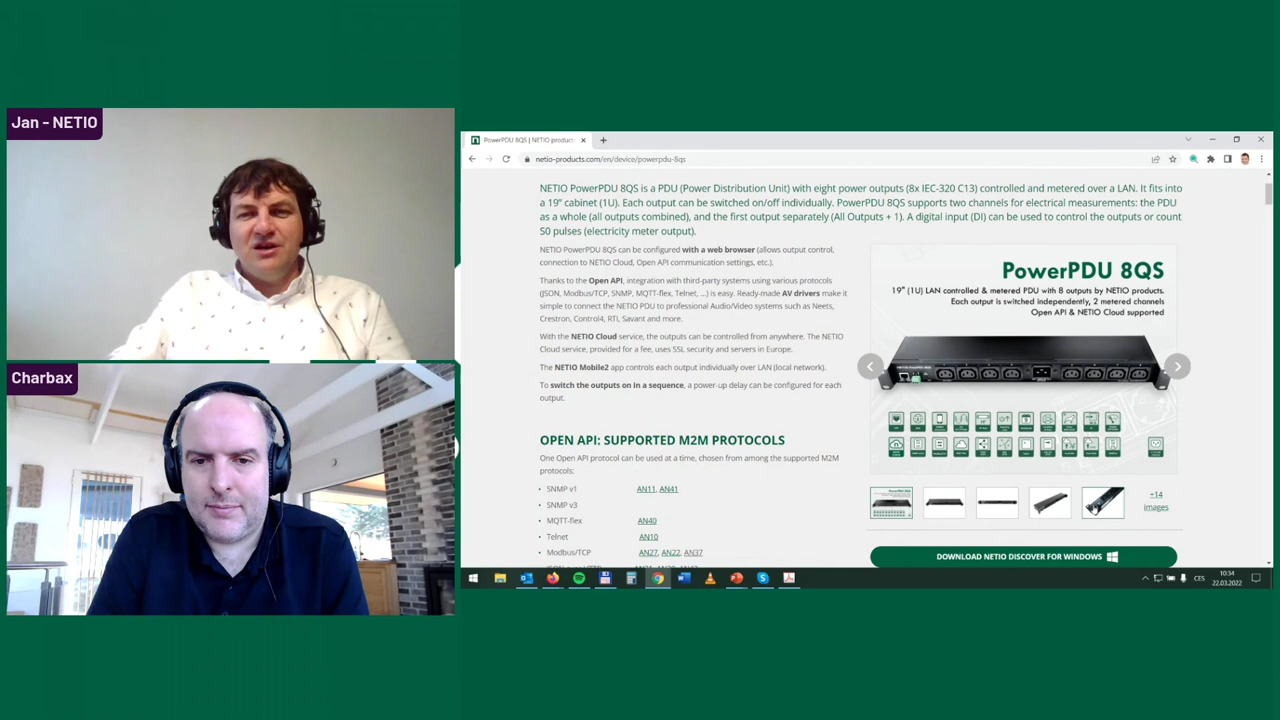 Jan - NETIO
Charbax
PowerPDU 8QS | NETIO product
netio-products.com/en/device/powerpdu-8qs
NETIO PowerPDU 8QS is a PDU (Power Distribution Unit) with eight power outputs (8x IEC-320 C13) controlled and metered over a LAN. It fits into
a 19" cabinet (1U). Each output can be switched on/off individually. PowerPDU 8QS supports two channels for electrical measurements: the PDU
as a whole (all outputs combined), and the first output separately (All Outputs + 1). A digital input (DI) can be used to control the outputs or count
S0 pulses (electricity meter output).
NETIO PowerPDU 8QS can be configured with a web browser (allows output control,
connection to NETIO Cloud, Open API communication settings, etc.).
Thanks to the Open API, integration with third-party systems using various protocols
(JSON, Modbus/TCP, SNMP, MQTT-flex, Telnet, ...) is easy. Ready-made AV drivers make it
simple to connect the NETIO PDU to professional Audio/Video systems such as Neets,
Crestron, Control4, RTI, Savant and more.
With the NETIO Cloud service, the outputs can be controlled from anywhere. The NETIO
Cloud service, provided for a fee, uses SSL security and servers in Europe.
The NETIO Mobile2 app controls each output individually over LAN (local network).
To switch the outputs on in a sequence, a power-up delay can be configured for each
output.
OPEN API: SUPPORTED M2M PROTOCOLS
One Open API protocol can be used at a time, chosen from among the supported M2M
protocols:
• SNMP v1 AN11, AN41
• SNMP v3
• MQTT-flex AN40
• Telnet AN10
• Modbus/TCP AN27, AN22, AN37
PowerPDU 8QS
19" (1U) LAN controlled & metered PDU with 8 outputs by NETIO products.
Each output is switched independently, 2 metered channels
Open API & NETIO Cloud supported
+14
images
DOWNLOAD NETIO DISCOVER FOR WINDOWS
CES
10:34
22.03.2022